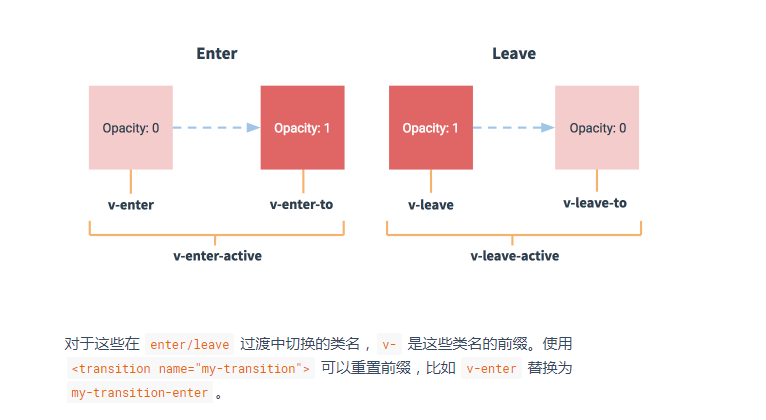 Enter
Leave
Opacity: 0
Opacity: 1
Opacity: 1
Opacity: 0
v-enter
v-enter-to
v-leave
v-leave-to
v-enter-active
v-leave-active
对于这些在 enter/leave 过渡中切换的类名，v- 是这些类名的前缀。使用
<transition name="my-transition"> 可以重置前缀，比如 v-enter 替换为
my-transition-enter 。